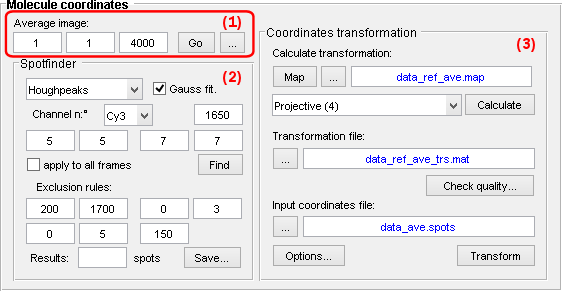 Molecule coordinates
Average image: (1)
1 1 4000 Go ...
Spotfinder (2)
Houghpeaks Gauss fit.
Channel n:° Cy3 1650
5 5 7 7
apply to all frames Find
Exclusion rules:
200 1700 0 3
0 5 150
Results: spots Save...
Coordinates transformation
Calculate transformation: (3)
Map ... data_ref_ave.map
Projective (4) Calculate
Transformation file:
... data_ref_ave_trs.mat
Check quality...
Input coordinates file:
... data_ave.spots
Options... Transform